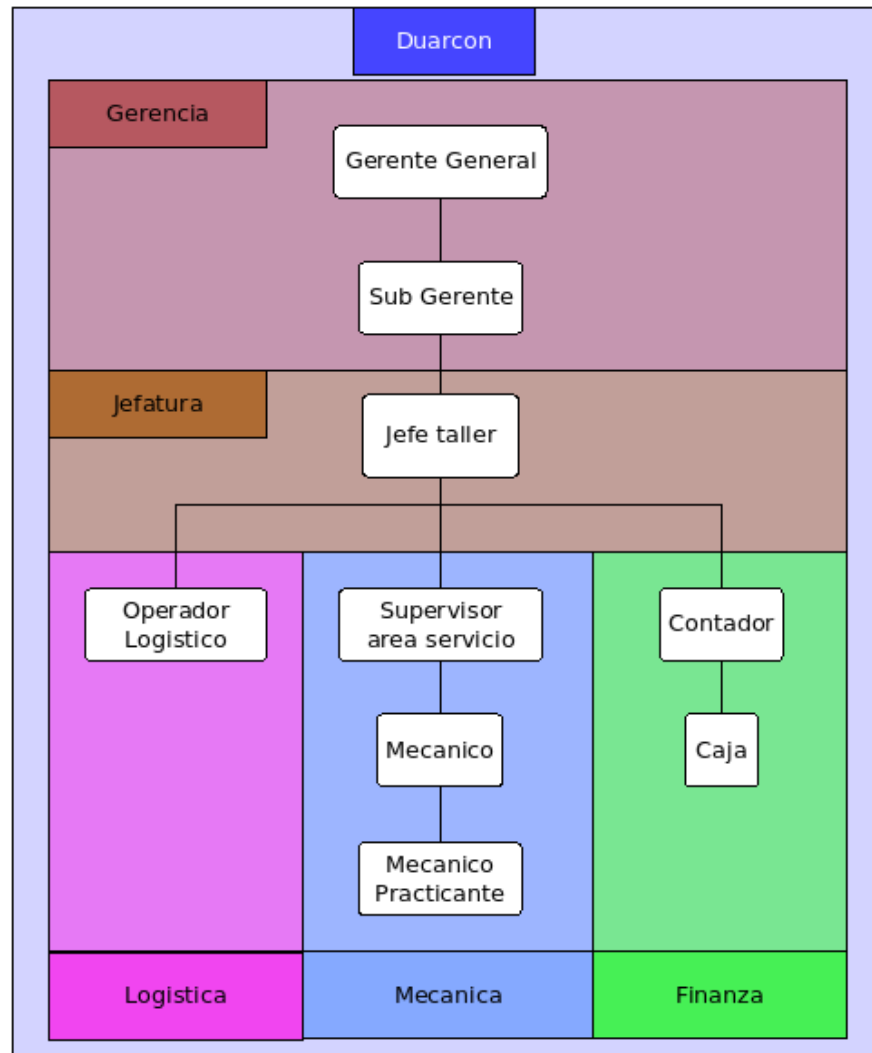 Duarcon
Gerencia
Gerente General
Sub Gerente
Jefatura
Jefe taller
Operador
Logistico
Supervisor
area servicio
Contador
Mecanico
Caja
Mecanico
Practicante
Logistica
Mecanica
Finanza